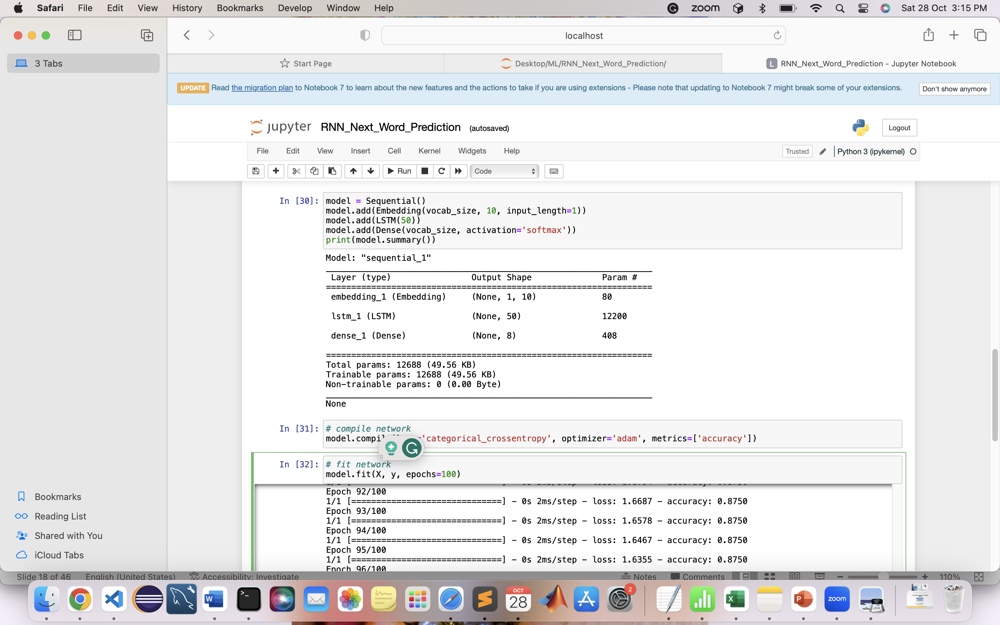 Safari File Edit View History Bookmarks Develop Window Help zoom Sat 28 Oct 3:15 PM
localhost
3 Tabs
Start Page Desktop/ML/RNN_Next_Word_Prediction/ L RNN_Next_Word_Prediction - Jupyter Notebook
UPDATE Read the migration plan to Notebook 7 to learn about the new features and the actions to take if you are using extensions - Please note that updating to Notebook 7 might break some of your extensions. Don't show anymore
jupyter RNN_Next_Word_Prediction (autosaved) Logout
File Edit View Insert Cell Kernel Widgets Help Trusted Python 3 (ipykernel)
Run Code
In [30]: model = Sequential()
model.add(Embedding(vocab_size, 10, input_length=1))
model.add(LSTM(50))
model.add(Dense(vocab_size, activation='softmax'))
print(model.summary())
Model: "sequential_1"
Layer (type) Output Shape Param #
=================================================================
embedding_1 (Embedding) (None, 1, 10) 80
lstm_1 (LSTM) (None, 50) 12200
dense_1 (Dense) (None, 8) 408
=================================================================
Total params: 12688 (49.56 KB)
Trainable params: 12688 (49.56 KB)
Non-trainable params: 0 (0.00 Byte)
None
In [31]: # compile network
model.compil ='categorical_crossentropy', optimizer='adam', metrics=['accuracy'])
In [32]: # fit network
model.fit(X, y, epochs=100)
Epoch 92/100
1/1 [==============================] - 0s 2ms/step - loss: 1.6687 - accuracy: 0.8750
Epoch 93/100
1/1 [==============================] - 0s 2ms/step - loss: 1.6578 - accuracy: 0.8750
Epoch 94/100
1/1 [==============================] - 0s 2ms/step - loss: 1.6467 - accuracy: 0.8750
Epoch 95/100
1/1 [==============================] - 0s 2ms/step - loss: 1.6355 - accuracy: 0.8750
Epoch 96/100
Bookmarks
Reading List
Shared with You
iCloud Tabs
Slide 18 of 46 English (United States) Accessibility: Investigate Notes Comments 110%
W OCT 28 2 X P zoom